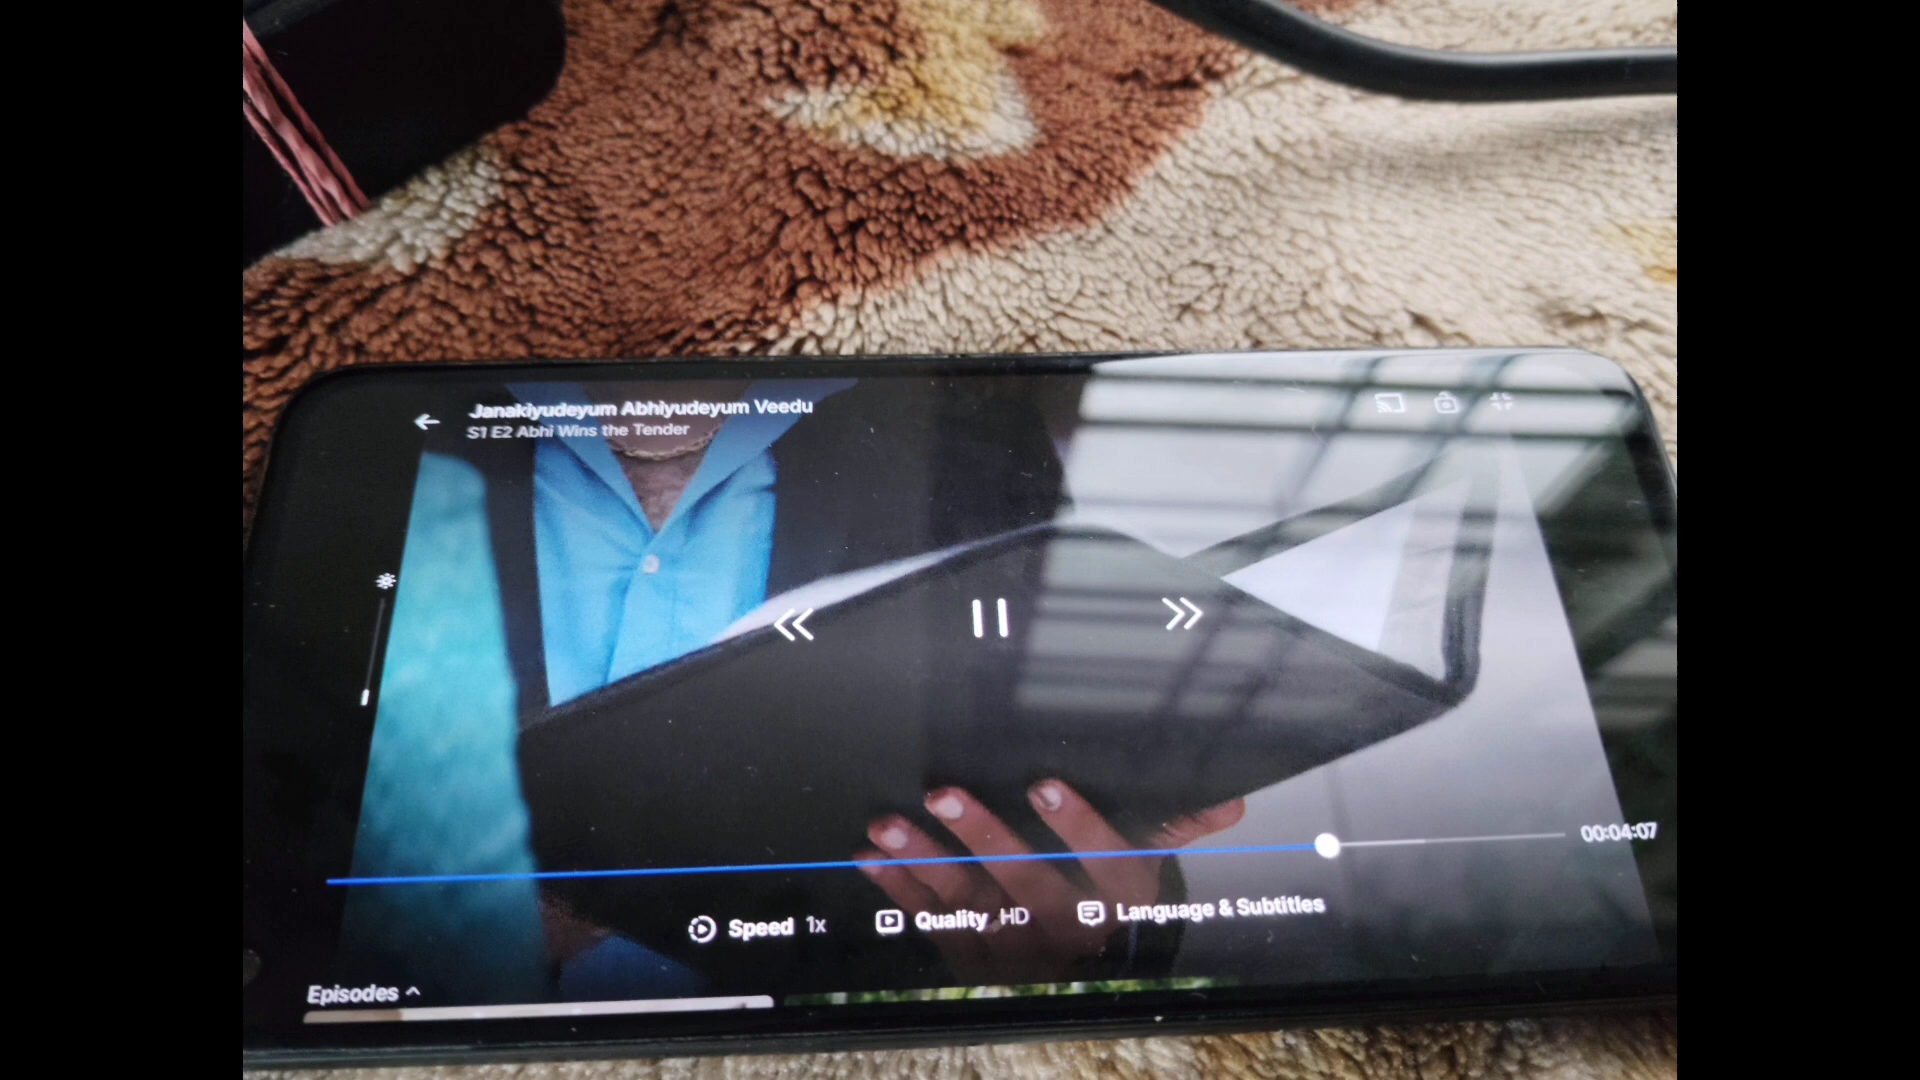 Janakiyudeyum Abhiyudeyum Veedu
S1 E2 Abhi Wins the Tender
00:04:07
Speed 1x
Quality HD
Language & Subtitles
Episodes